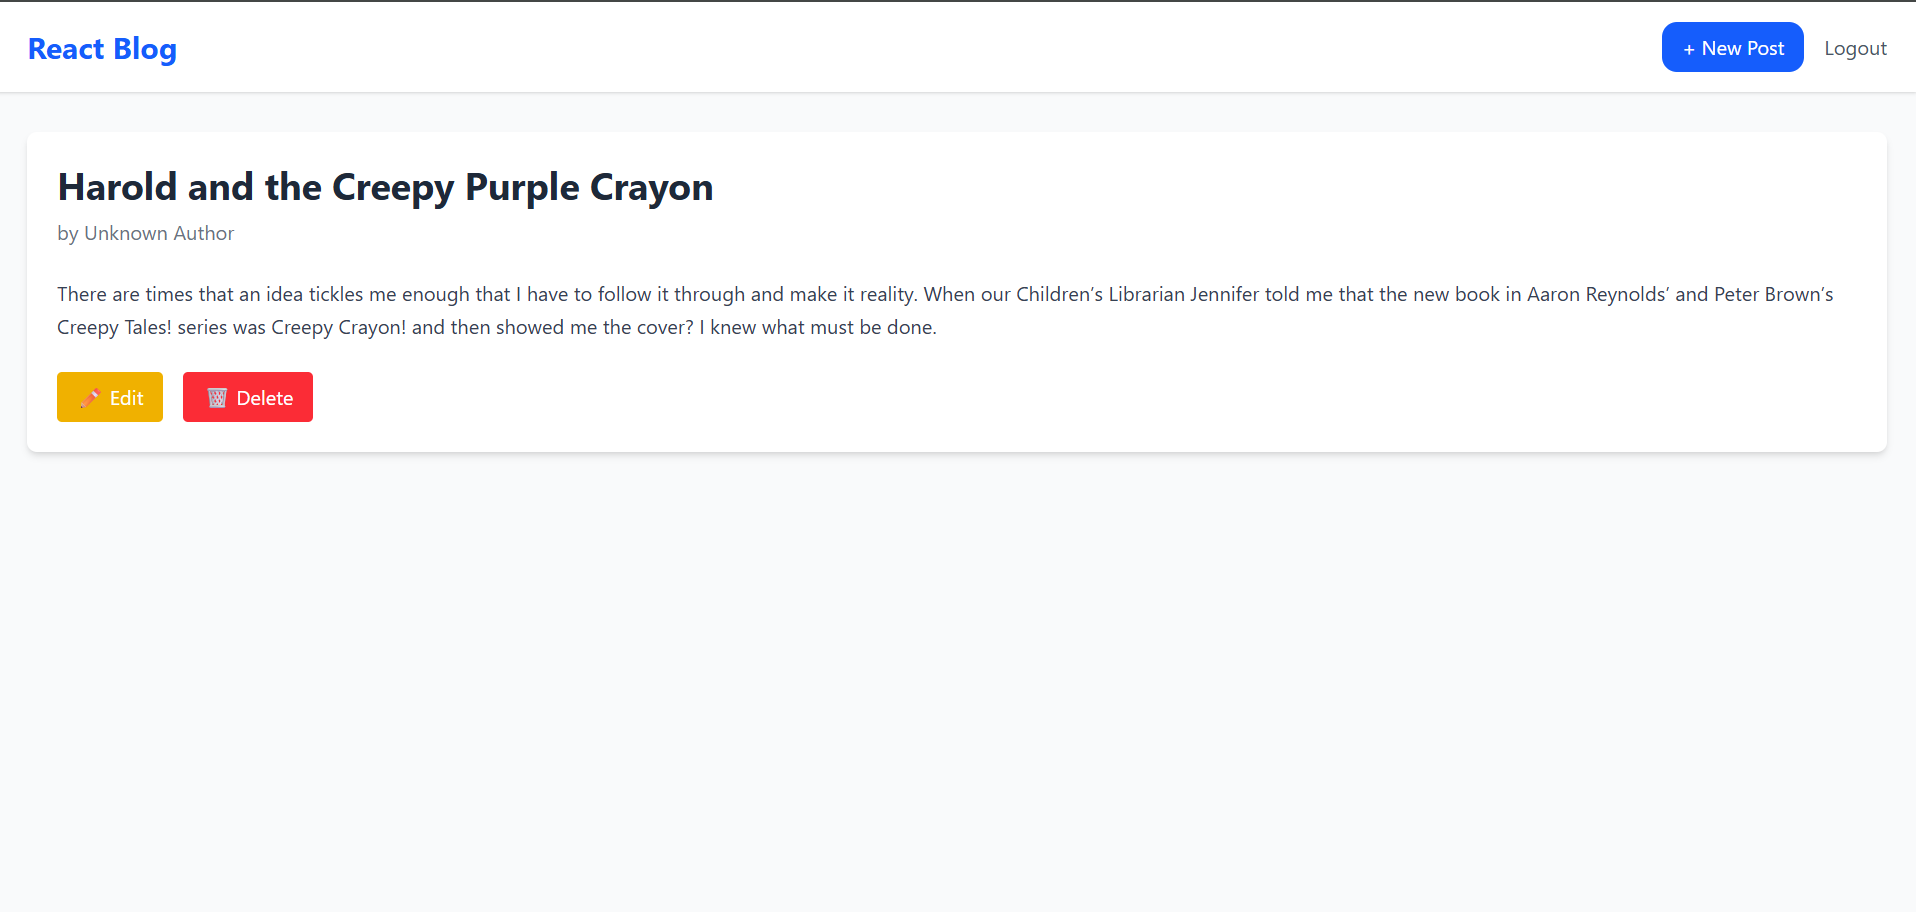 React Blog
+ New Post
Logout
Harold and the Creepy Purple Crayon
by Unknown Author
There are times that an idea tickles me enough that I have to follow it through and make it reality. When our Children’s Librarian Jennifer told me that the new book in Aaron Reynolds’ and Peter Brown’s
Creepy Tales! series was Creepy Crayon! and then showed me the cover? I knew what must be done.
Edit
Delete